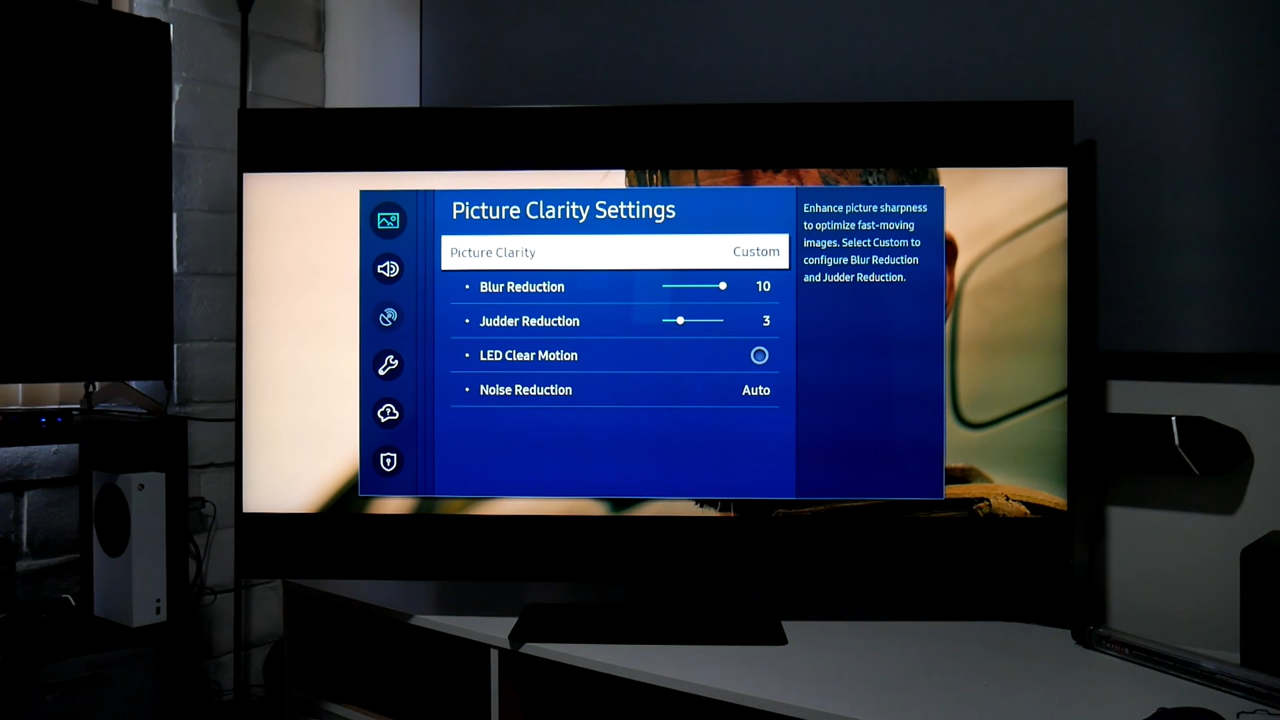 Picture Clarity Settings
Picture Clarity Custom
• Blur Reduction 10
• Judder Reduction 3
• LED Clear Motion
• Noise Reduction Auto
Enhance picture sharpness
to optimize fast-moving
images. Select Custom to
configure Blur Reduction
and Judder Reduction.